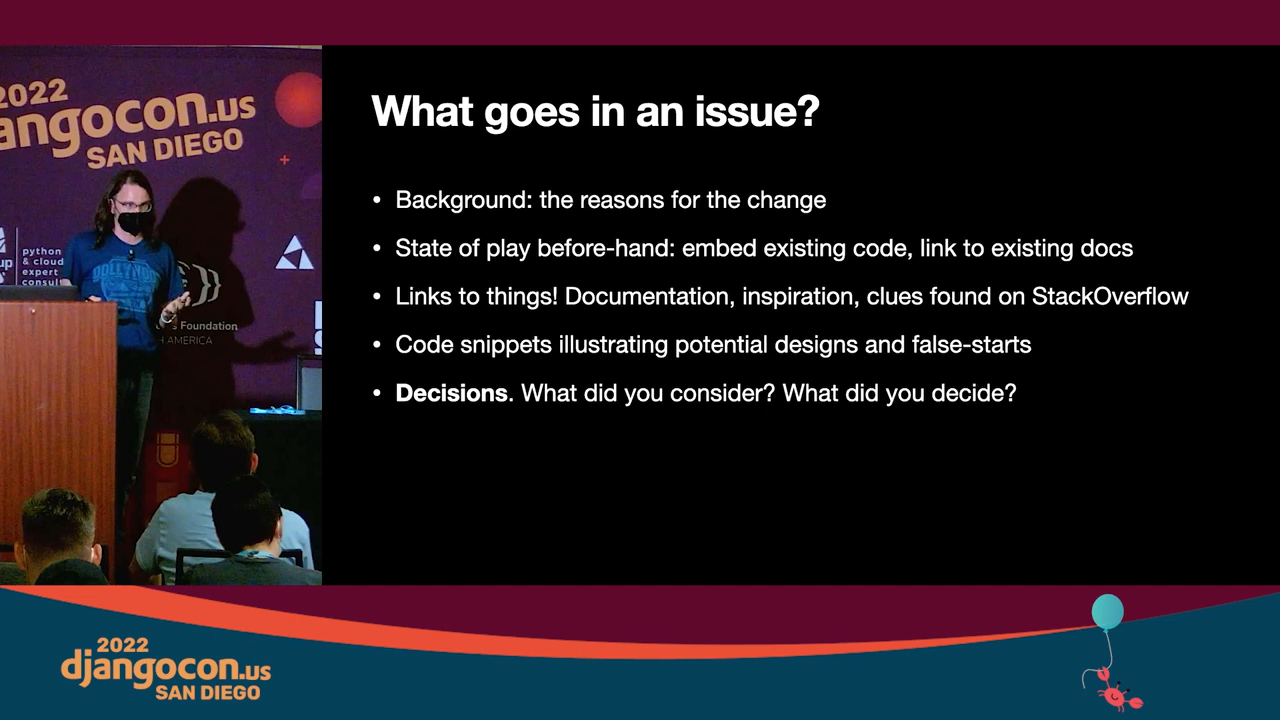 2022
angocon.us
SAN DIEGO
python
& cloud
expert
consul
up
s Foundation
H AMERICA
What goes in an issue?
• Background: the reasons for the change
• State of play before-hand: embed existing code, link to existing docs
• Links to things! Documentation, inspiration, clues found on StackOverflow
• Code snippets illustrating potential designs and false-starts
• Decisions. What did you consider? What did you decide?
2022
djangocon.us
SAN DIEGO